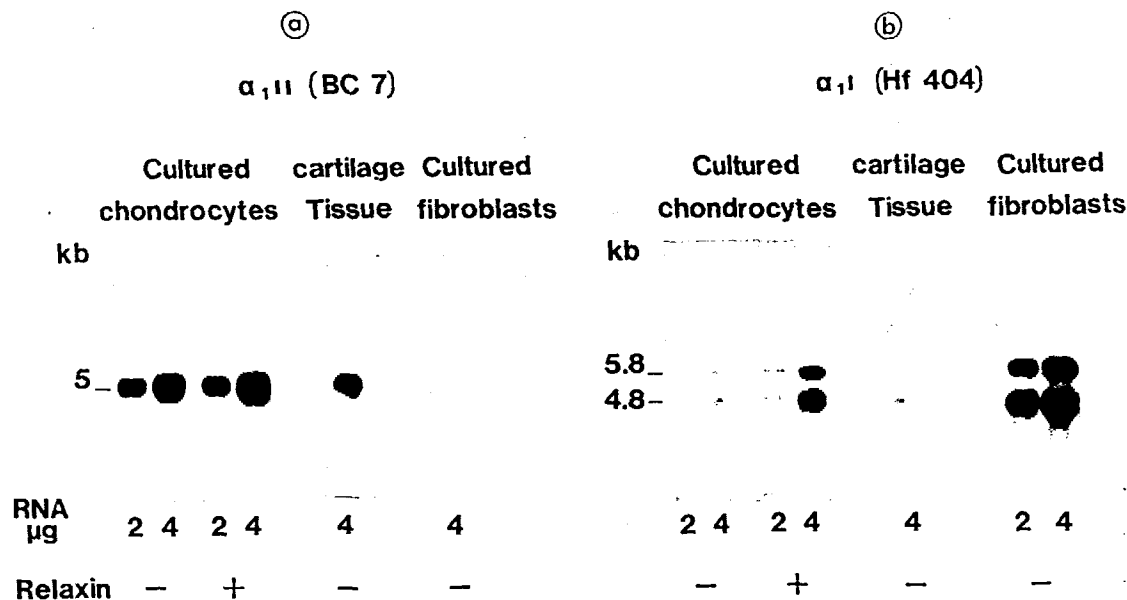 ⓐ
α₁II (BC 7)
Cultured chondrocytes
cartilage Tissue
Cultured fibroblasts
kb
5_
RNA µg
2 4 2 4 4 4
Relaxin − + − −
ⓑ
α₁I (Hf 404)
Cultured chondrocytes
cartilage Tissue
Cultured fibroblasts
kb
5.8_
4.8–
2 4 2 4 4 2 4
− + − −